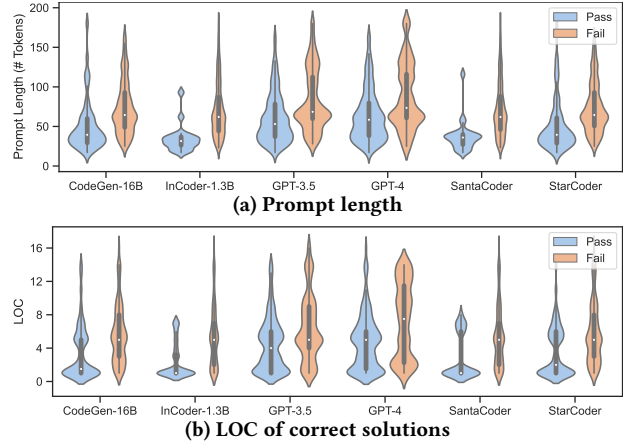 200
150
100
50
0
Prompt Length (# Tokens)
Pass
Fail
CodeGen-16B InCoder-1.3B GPT-3.5 GPT-4 SantaCoder StarCoder
(a) Prompt length
16
12
8
4
0
LOC
Pass
Fail
CodeGen-16B InCoder-1.3B GPT-3.5 GPT-4 SantaCoder StarCoder
(b) LOC of correct solutions